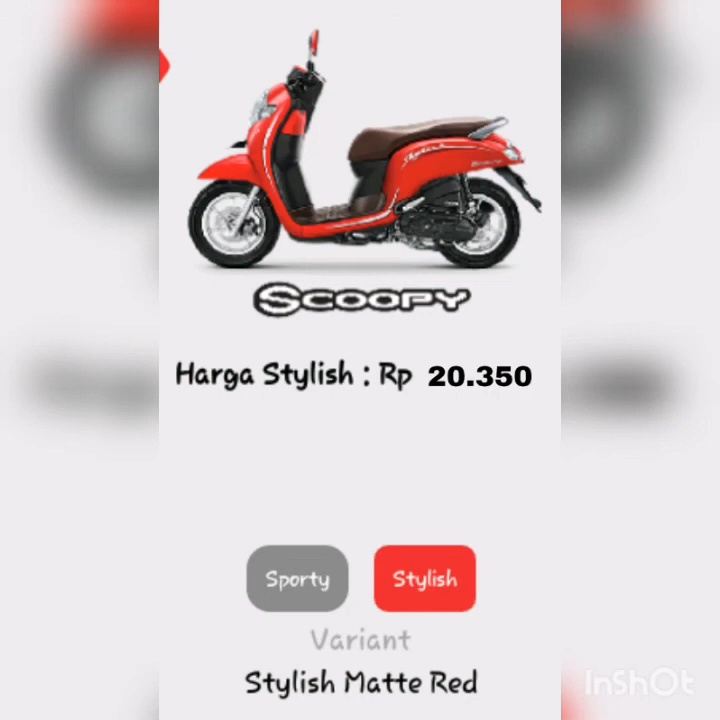 SCOOPY
Harga Stylish : Rp 20.350
Sporty
Stylish
Variant
Stylish Matte Red
InShOt